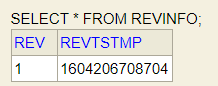 SELECT * FROM REVINFO;
REV REVTSTMP
1 1604206708704